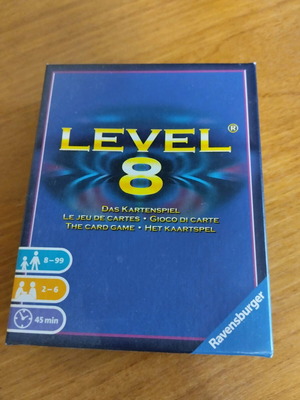 LEVEL®
8
DAS KARTENSPIEL
LE JEU DE CARTES • GIOCO DI CARTE
THE CARD GAME • HET KAARTSPEL
8-99
2-6
45 min
Ravensburger